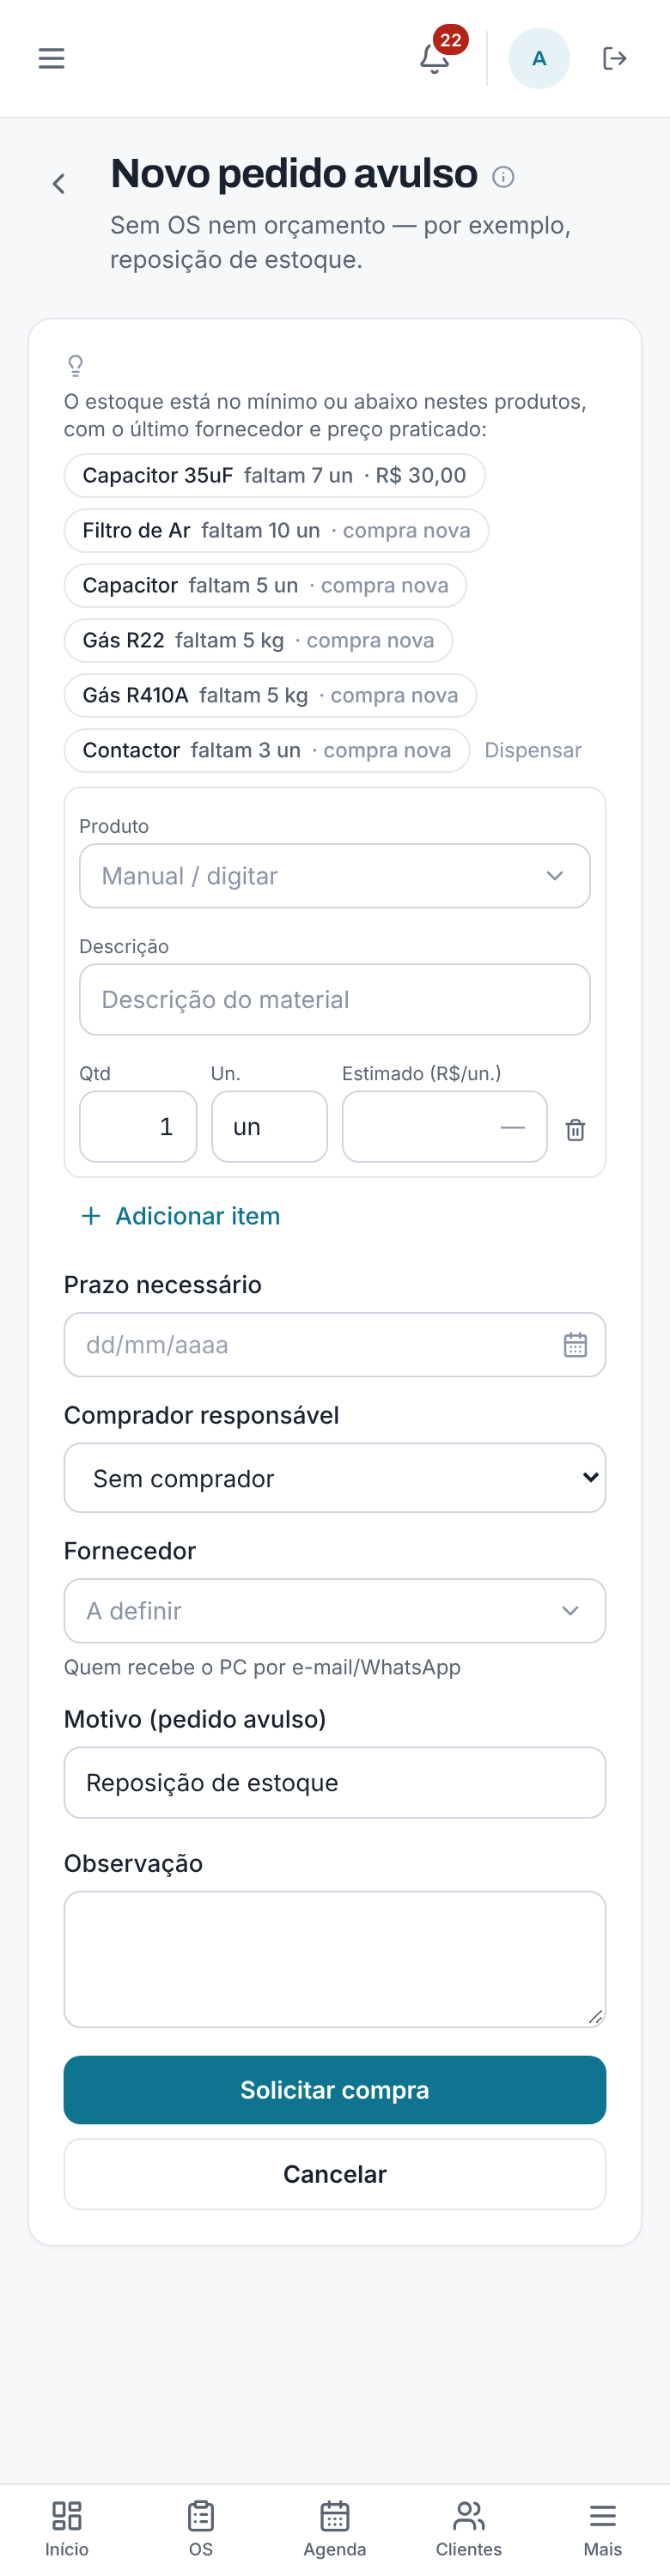 22
A
Novo pedido avulso
Sem OS nem orçamento — por exemplo,
reposição de estoque.
O estoque está no mínimo ou abaixo nestes produtos,
com o último fornecedor e preço praticado:
Capacitor 35uF faltam 7 un · R$ 30,00
Filtro de Ar faltam 10 un · compra nova
Capacitor faltam 5 un · compra nova
Gás R22 faltam 5 kg · compra nova
Gás R410A faltam 5 kg · compra nova
Contactor faltam 3 un · compra nova Dispensar
Produto
Manual / digitar
Descrição
Descrição do material
Qtd Un. Estimado (R$/un.)
1 un —
Adicionar item
Prazo necessário
dd/mm/aaaa
Comprador responsável
Sem comprador
Fornecedor
A definir
Quem recebe o PC por e-mail/WhatsApp
Motivo (pedido avulso)
Reposição de estoque
Observação
Solicitar compra
Cancelar
Início OS Agenda Clientes Mais